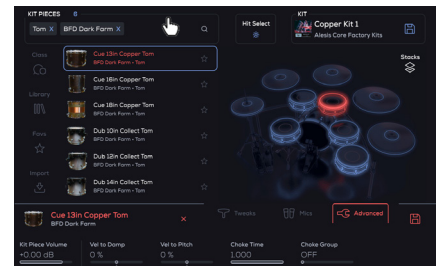 KIT PIECES
Tom X BFD Dark Farm X
Hit Select
KIT
Copper Kit 1
Alesis Core Factory Kits
Class
Library
Favs
Import
Cue 13in Copper Tom
BFD Dark Farm - Tom
Cue 16in Copper Tom
BFD Dark Farm - Tom
Cue 18in Copper Tom
BFD Dark Farm - Tom
Dub 10in Collect Tom
BFD Dark Farm - Tom
Dub 12in Collect Tom
BFD Dark Farm - Tom
Dub 14in Collect Tom
BFD Dark Farm - Tom
Stacks
Cue 13in Copper Tom
BFD Dark Farm
X
Tweaks
Mics
Advanced
Kit Piece Volume
+0.00 dB
Vel to Damp
0 %
Vel to Pitch
0 %
Choke Time
1.000
Choke Group
OFF